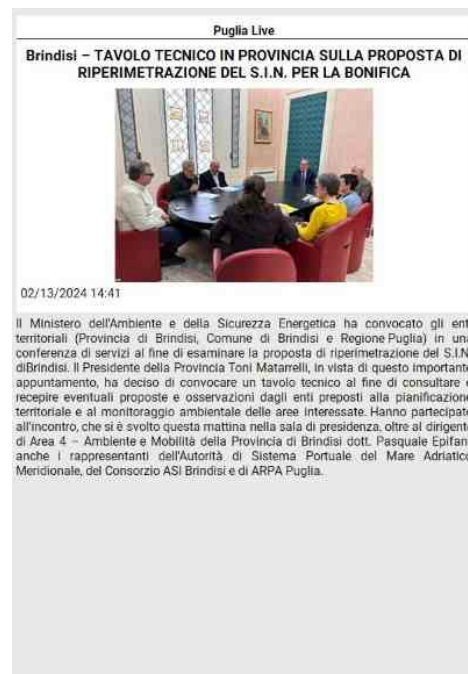 Puglia Live
Brindisi – TAVOLO TECNICO IN PROVINCIA SULLA PROPOSTA DI
RIPERIMETRAZIONE DEL S.I.N. PER LA BONIFICA
02/13/2024 14:41
Il Ministero dell'Ambiente e della Sicurezza Energetica ha convocato gli enti
territoriali (Provincia di Brindisi, Comune di Brindisi e Regione Puglia) in una
conferenza di servizi al fine di esaminare la proposta di riperimetrazione del S.I.N.
diBrindisi. Il Presidente della Provincia Toni Matarrelli, in vista di questo importante
appuntamento, ha deciso di convocare un tavolo tecnico al fine di consultare e
recepire eventuali proposte e osservazioni dagli enti preposti alla pianificazione
territoriale e al monitoraggio ambientale delle aree interessate. Hanno partecipato
all'incontro, che si è svolto questa mattina nella sala di presidenza, oltre al dirigente
di Area 4 – Ambiente e Mobilità della Provincia di Brindisi dott. Pasquale Epifani
anche i rappresentanti dell'Autorità di Sistema Portuale del Mare Adriatico
Meridionale, del Consorzio ASI Brindisi e di ARPA Puglia.